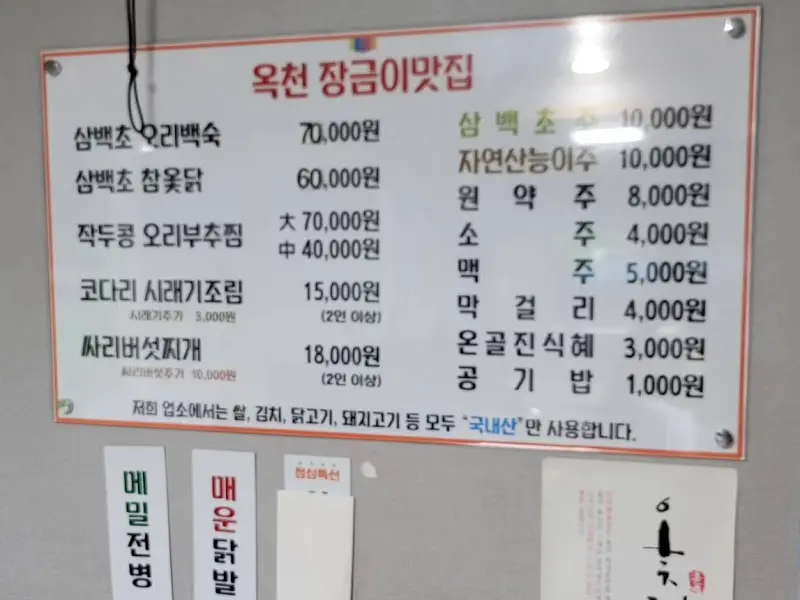 옥천 장금이맛집
삼백초 오리백숙 70,000원
삼백초 참옻닭 60,000원
작두콩 오리부추찜 大 70,000원
中 40,000원
코다리 시래기조림 15,000원
시래기추가 3,000원 (2인 이상)
싸리버섯찌개 18,000원
싸리버섯추가 10,000원 (2인 이상)
삼백초주 10,000원
자연산능이주 10,000원
원약주 8,000원
소주 4,000원
맥주 5,000원
막걸리 4,000원
온골진식혜 3,000원
공기밥 1,000원
저희 업소에서는 쌀, 김치, 닭고기, 돼지고기 등 모두 "국내산"만 사용합니다.
메밀전병
매운닭발
점심특선